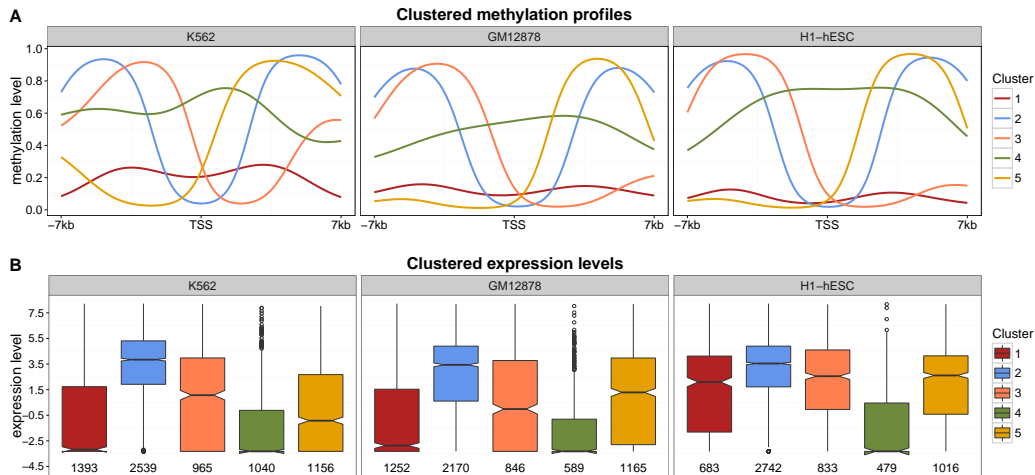 A
Clustered methylation profiles
K562
GM12878
H1−hESC
1.0
0.8
0.6
0.4
0.2
0.0
methylation level
−7kb
TSS
7kb
−7kb
TSS
7kb
−7kb
TSS
7kb
Cluster
1
2
3
4
5
B
Clustered expression levels
K562
GM12878
H1−hESC
7.5
5.5
3.5
1.5
−0.5
−2.5
−4.5
expression level
1393 2539 965 1040 1156
1252 2170 846 589 1165
683 2742 833 479 1016
Cluster
1
2
3
4
5